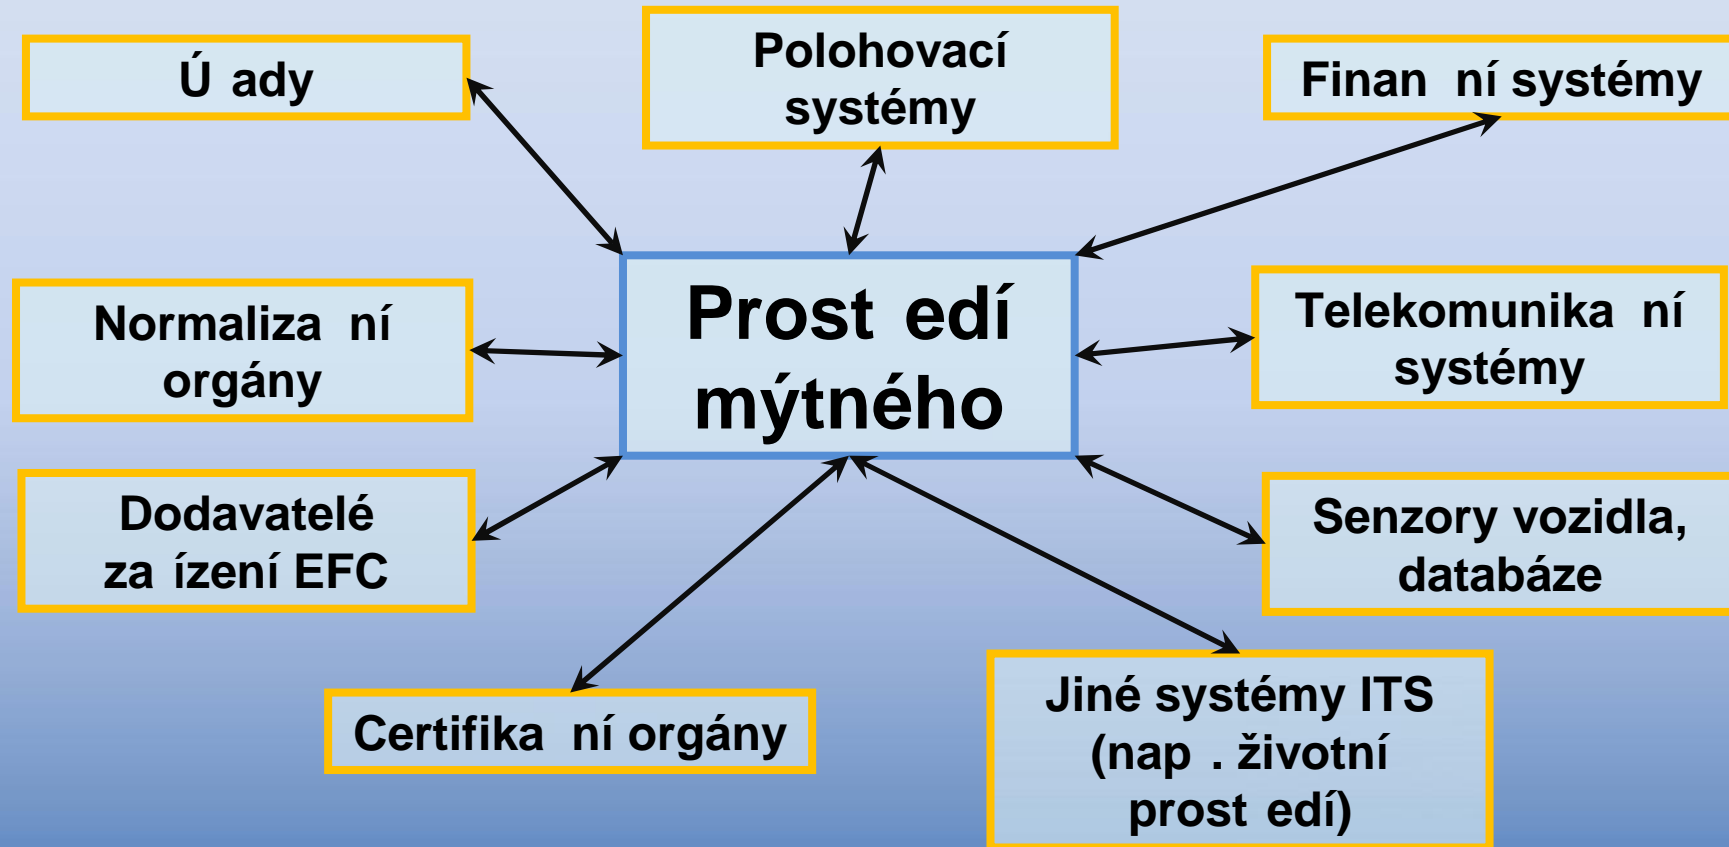 Ú ady
Polohovací
systémy
Finan ní systémy
Normaliza ní
orgány
Prost edí
mýtného
Telekomunika ní
systémy
Dodavatelé
za ízení EFC
Senzory vozidla,
databáze
Certifika ní orgány
Jiné systémy ITS
(nap . životní
prost edí)